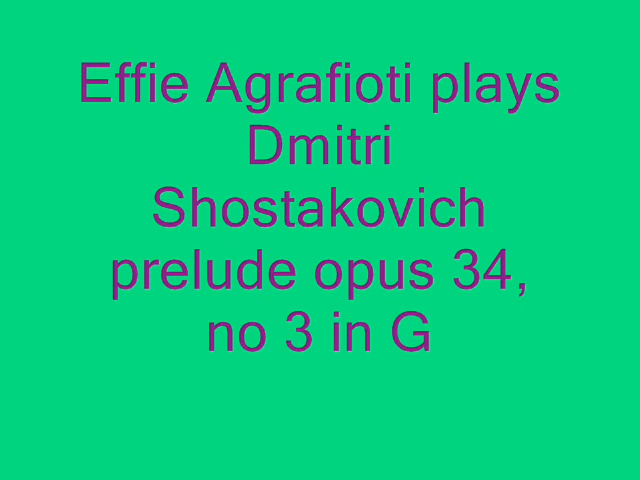 Effie Agrafioti plays
Dmitri
Shostakovich
prelude opus 34,
no 3 in G